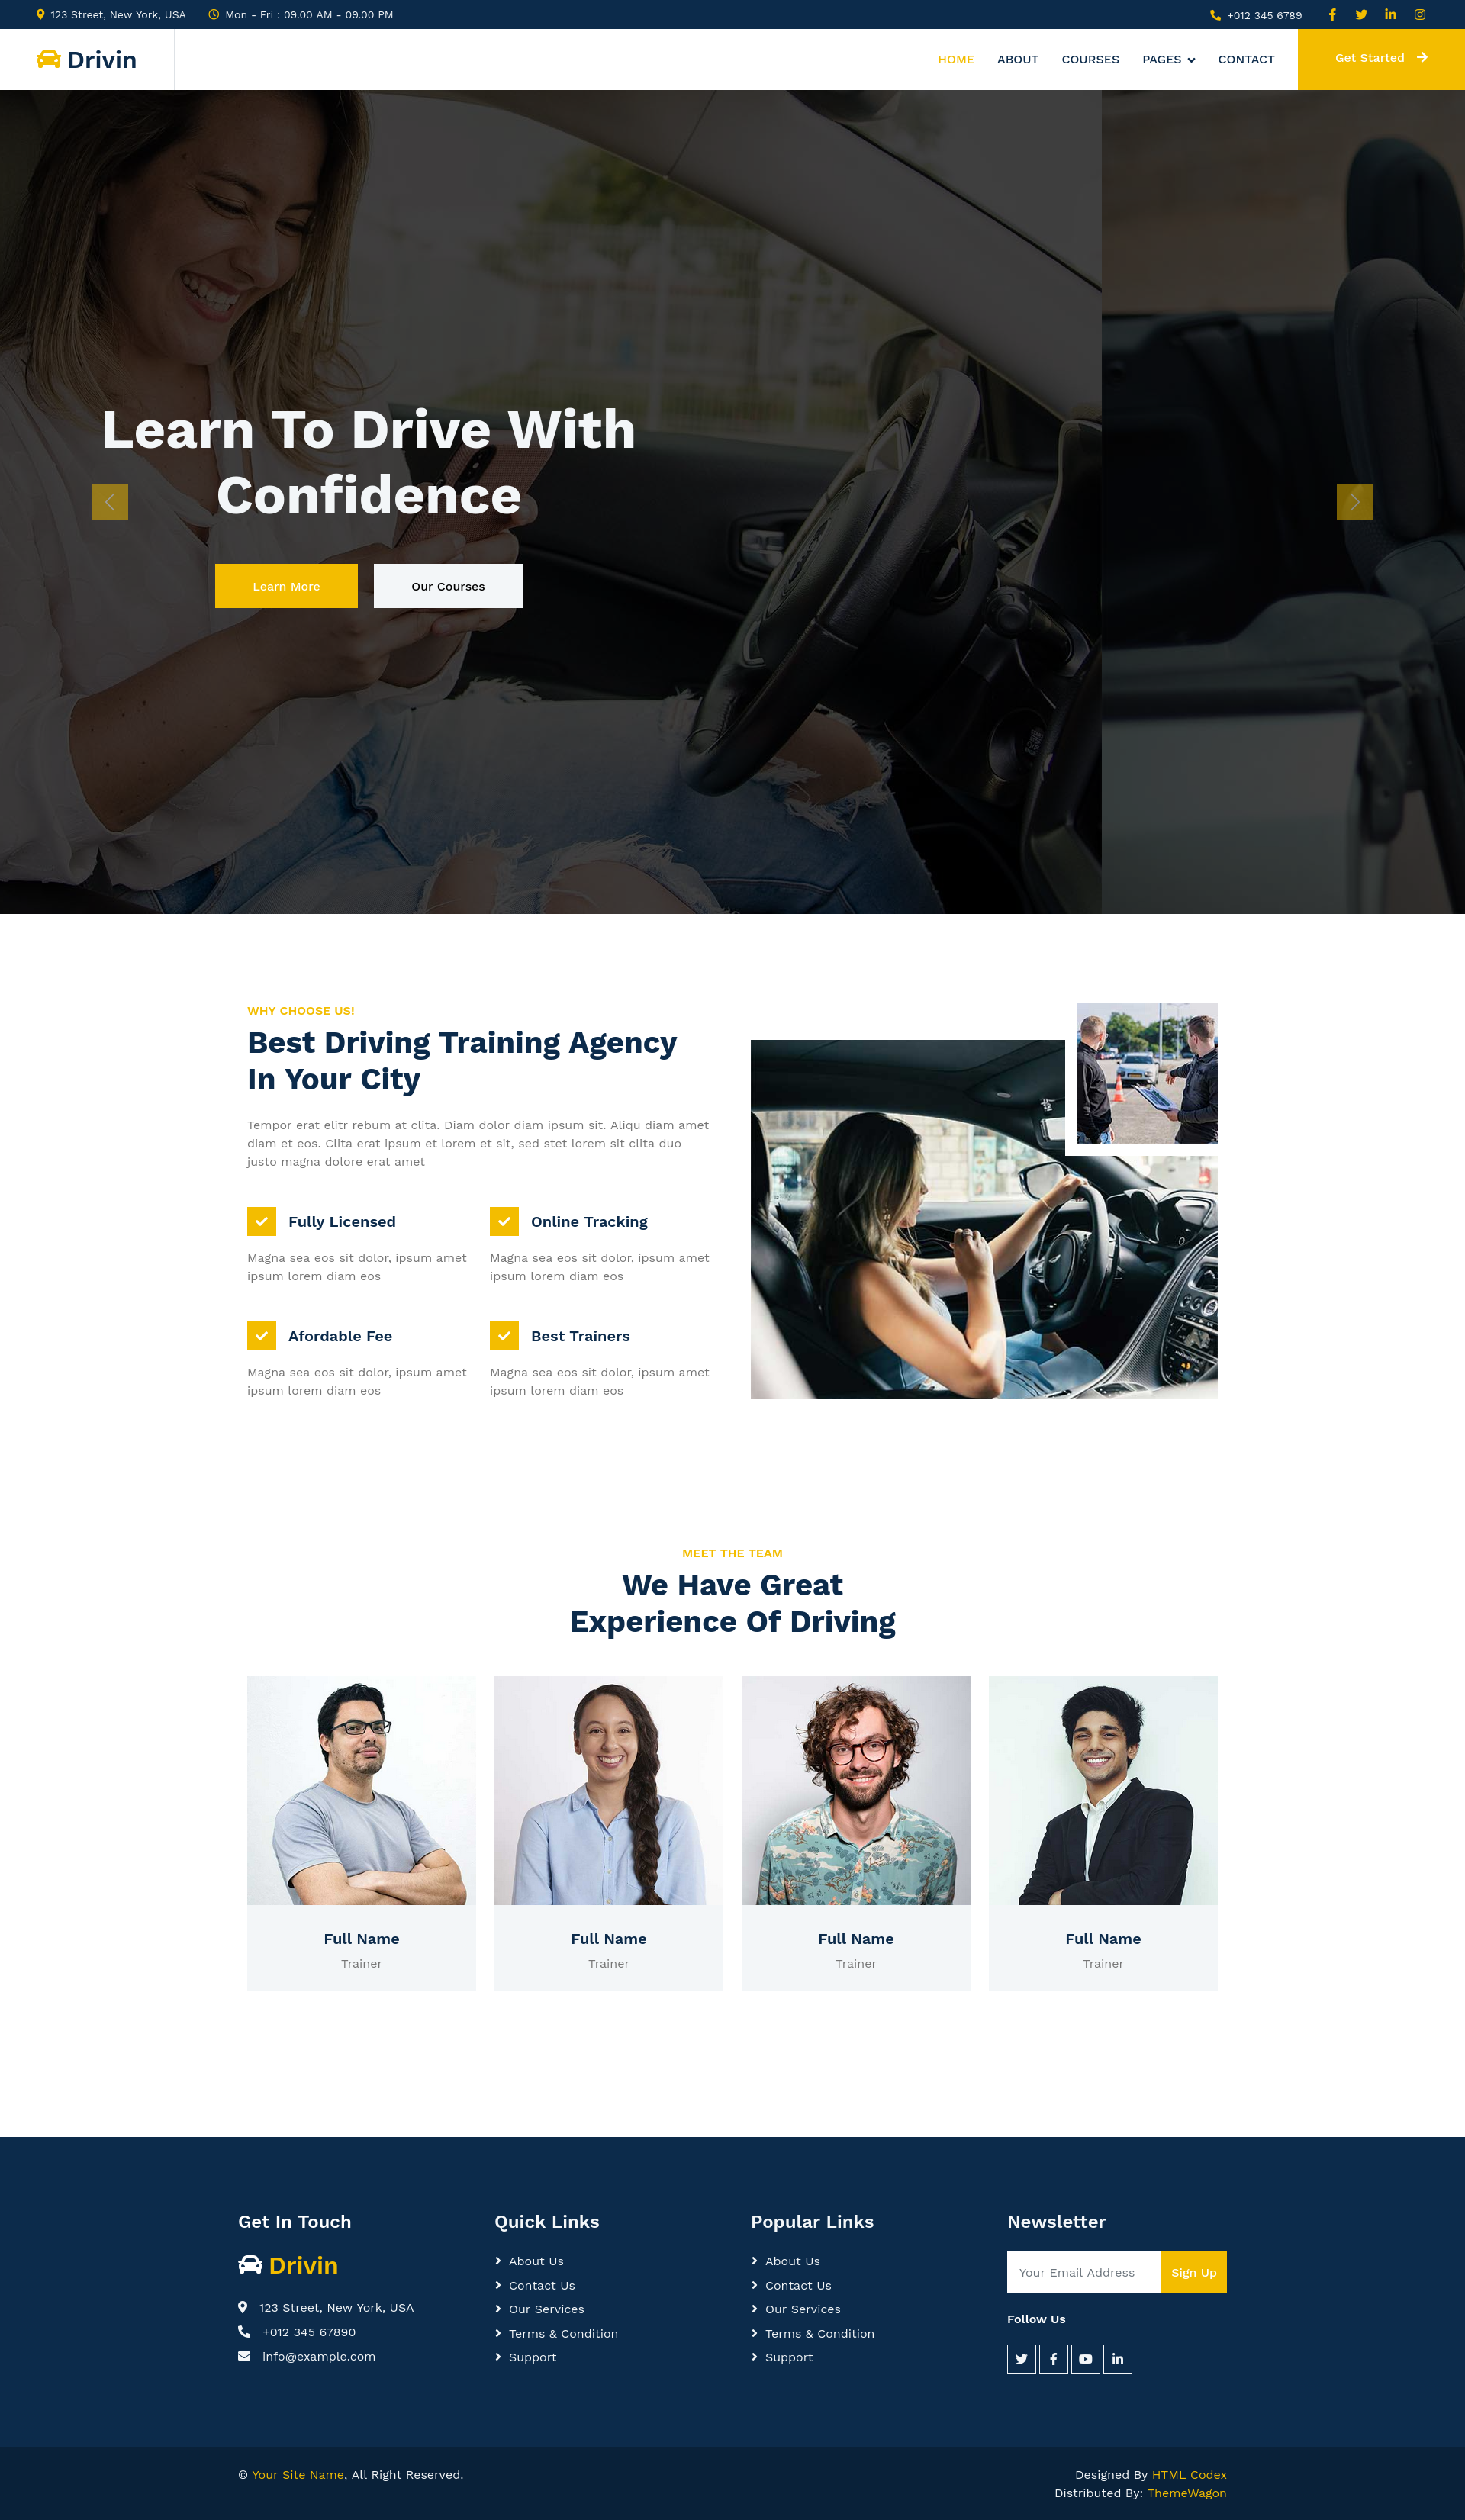 123 Street, New York, USA
Mon - Fri : 09.00 AM - 09.00 PM
+012 345 6789
Drivin
HOME
ABOUT
COURSES
PAGES
CONTACT
Get Started
Learn To Drive With
Confidence
Learn More
Our Courses
WHY CHOOSE US!
Best Driving Training Agency
In Your City
Tempor erat elitr rebum at clita. Diam dolor diam ipsum sit. Aliqu diam amet
diam et eos. Clita erat ipsum et lorem et sit, sed stet lorem sit clita duo
justo magna dolore erat amet
Fully Licensed
Magna sea eos sit dolor, ipsum amet
ipsum lorem diam eos
Online Tracking
Magna sea eos sit dolor, ipsum amet
ipsum lorem diam eos
Afordable Fee
Magna sea eos sit dolor, ipsum amet
ipsum lorem diam eos
Best Trainers
Magna sea eos sit dolor, ipsum amet
ipsum lorem diam eos
MEET THE TEAM
We Have Great
Experience Of Driving
Full Name
Trainer
Full Name
Trainer
Full Name
Trainer
Full Name
Trainer
Get In Touch
Drivin
123 Street, New York, USA
+012 345 67890
info@example.com
Quick Links
About Us
Contact Us
Our Services
Terms & Condition
Support
Popular Links
About Us
Contact Us
Our Services
Terms & Condition
Support
Newsletter
Your Email Address
Sign Up
Follow Us
© Your Site Name, All Right Reserved.
Designed By HTML Codex
Distributed By: ThemeWagon